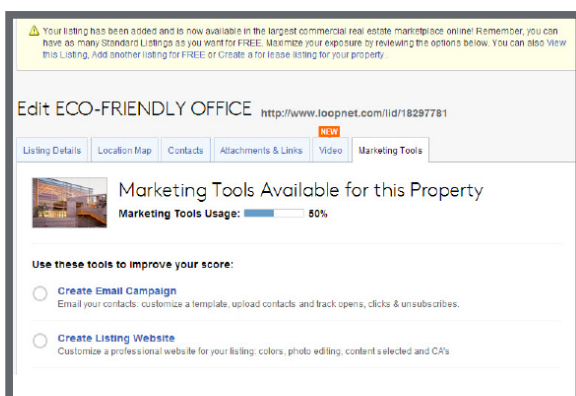 Your listing has been added and is now available in the largest commercial real estate marketplace online! Remember, you can
have as many Standard Listings as you want for FREE. Maximize your exposure by reviewing the options below. You can also View
this Listing, Add another listing for FREE or Create a for lease listing for your property.
Edit ECO-FRIENDLY OFFICE http://www.loopnet.com/lid/18297781
NEW
Listing Details Location Map Contacts Attachments & Links Video Marketing Tools
Marketing Tools Available for this Property
Marketing Tools Usage: 50%
Use these tools to improve your score:
Create Email Campaign
Email your contacts: customize a template, upload contacts and track opens, clicks & unsubscribes.
Create Listing Website
Customize a professional website for your listing: colors, photo editing, content selected and CA's